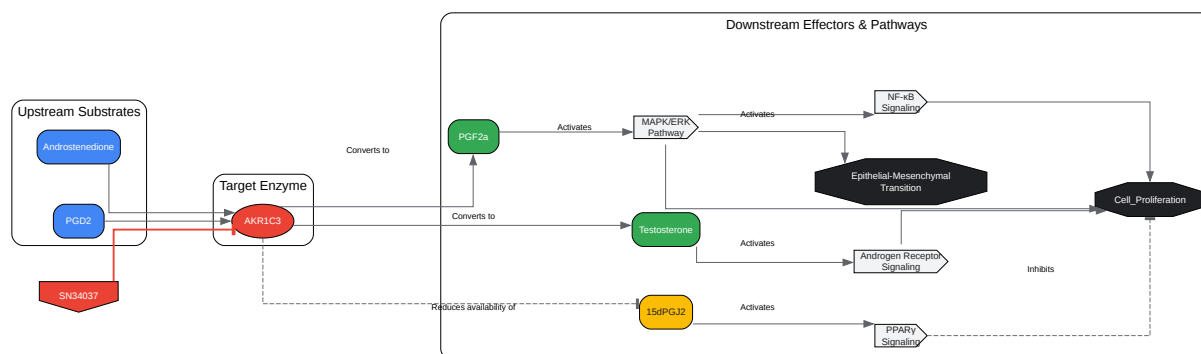 Downstream Effectors & Pathways
Upstream Substrates
Androstenedione
PGD2
SN34037
Target Enzyme
AKR1C3
Converts to
Converts to
Reduces availability of
PGF2a
Activates
MAPK/ERK
Pathway
Activates
NF-κB
Signaling
Epithelial-Mesenchymal
Transition
Cell_Proliferation
Testosterone
Activates
Androgen Receptor
Signaling
Inhibits
15dPGJ2
Activates
PPARγ
Signaling